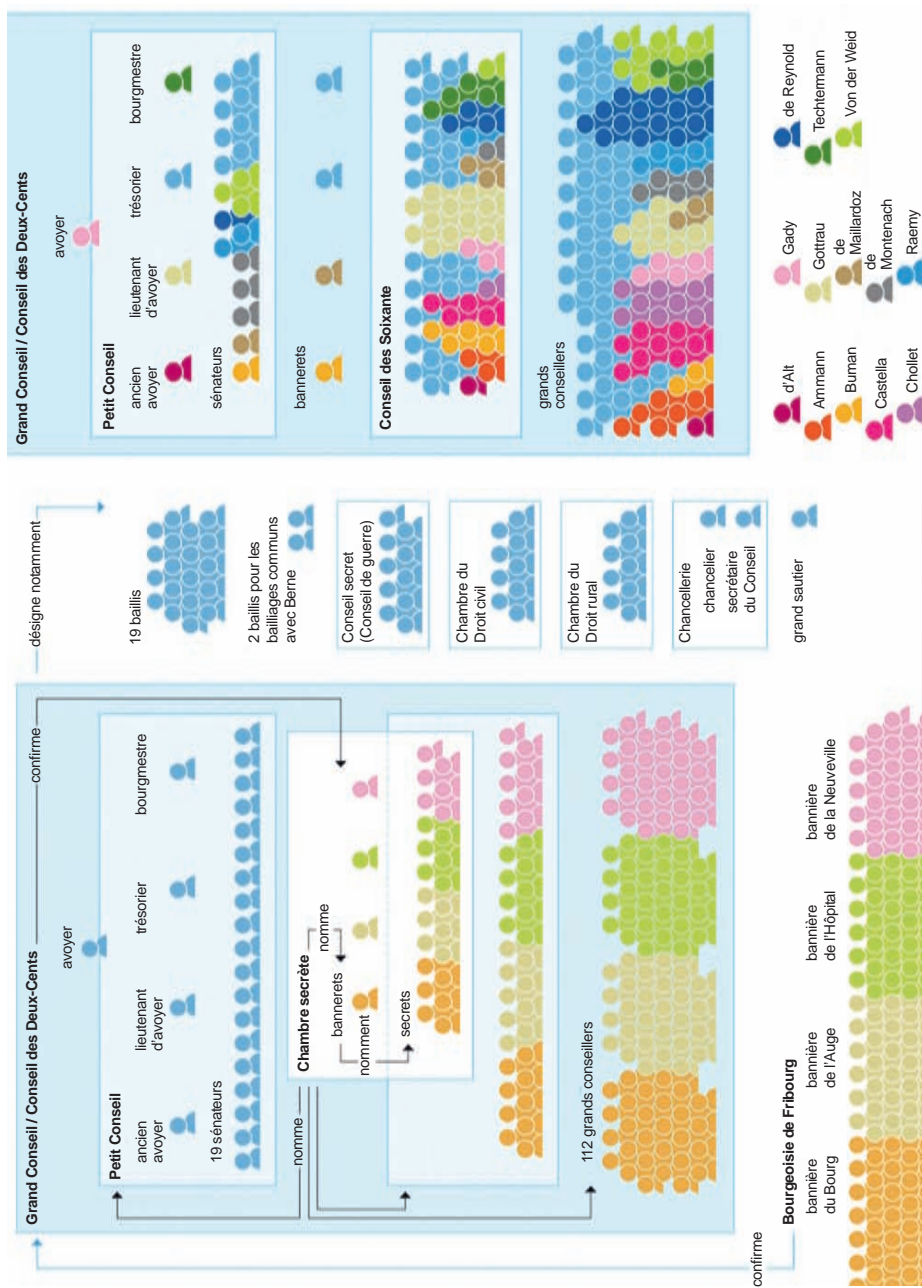 Grand Conseil / Conseil des Deux-Cents
confirme
désigne notamment
avoyer
Petit Conseil
ancien
avoyer
lieutenant
d'avoyer
trésorier
bourgmestre
19 sénateurs
nomme
Chambre secrète
nomme
bannerets
nomment
secrets
112 grands conseillers
confirme
Bourgeoisie de Fribourg
bannière
du Bourg
bannière
de l'Auge
bannière
de l'Hôpital
bannière
de la Neuveville
19 baillis
2 baillis pour les
bailliages communs
avec Berne
Conseil secret
(Conseil de guerre)
Chambre du
Droit civil
Chambre du
Droit rural
Chancellerie
chancelier
secrétaire
du Conseil
grand sautier
Grand Conseil / Conseil des Deux-Cents
avoyer
Petit Conseil
ancien
avoyer
lieutenant
d'avoyer
trésorier
bourgmestre
sénateurs
bannerets
Conseil des Soixante
grands
conseillers
d'Alt
Ammann
Buman
Castella
Chollet
Gady
Gottrau
de
Maillardoz
de
Montenach
Raemy
de Reynold
Techtermann
Von der Weid